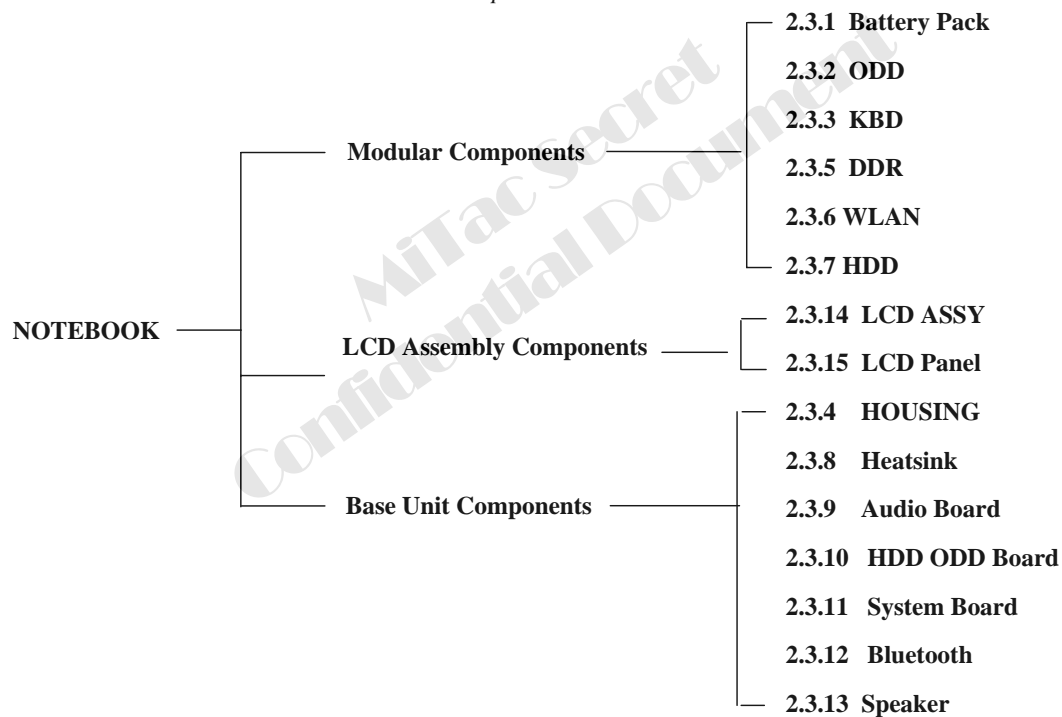 2.3.1 Battery Pack
2.3.2 ODD
2.3.3 KBD
Modular Components
2.3.5 DDR
2.3.6 WLAN
2.3.7 HDD
NOTEBOOK
LCD Assembly Components
2.3.14 LCD ASSY
2.3.15 LCD Panel
Base Unit Components
2.3.4 HOUSING
2.3.8 Heatsink
2.3.9 Audio Board
2.3.10 HDD ODD Board
2.3.11 System Board
2.3.12 Bluetooth
2.3.13 Speaker
MiTac Secret
Confidential Document